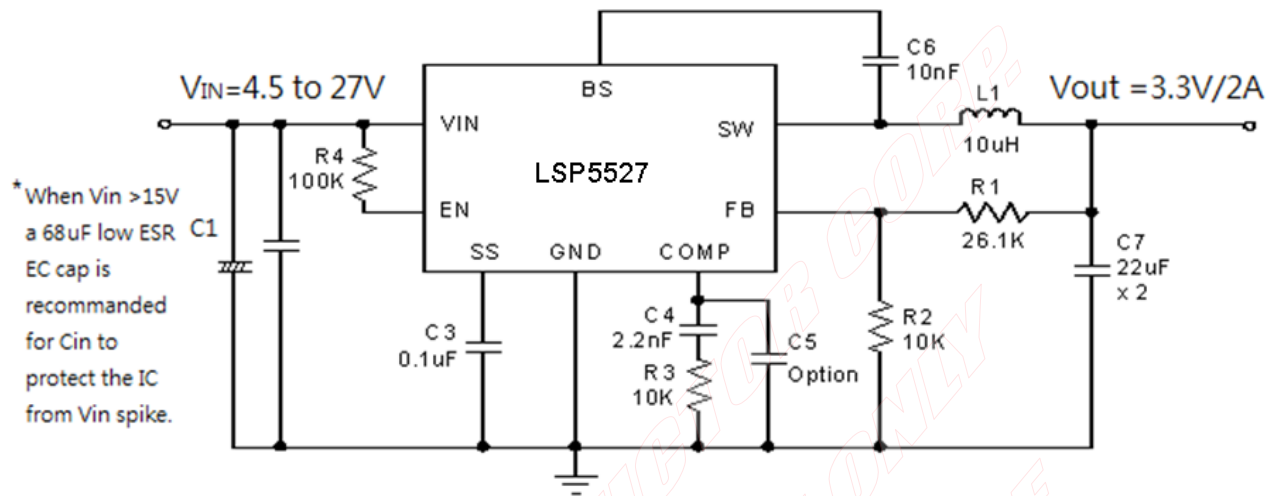 C6
10nF
VIN=4.5 to 27V
Vout =3.3V/2A
BS
L1
VIN
SW
10uH
R4
100K
LSP5527
*When Vin >15V
a 68uF low ESR
EC cap is
recommanded
for Cin to
protect the IC
from Vin spike.
C1
EN
FB
R1
26.1K
SS
GND
COMP
C7
22uF
x 2
C3
0.1uF
C4
2.2nF
C5
Option
R2
10K
R3
10K
UCTOR CORP.
ONLY